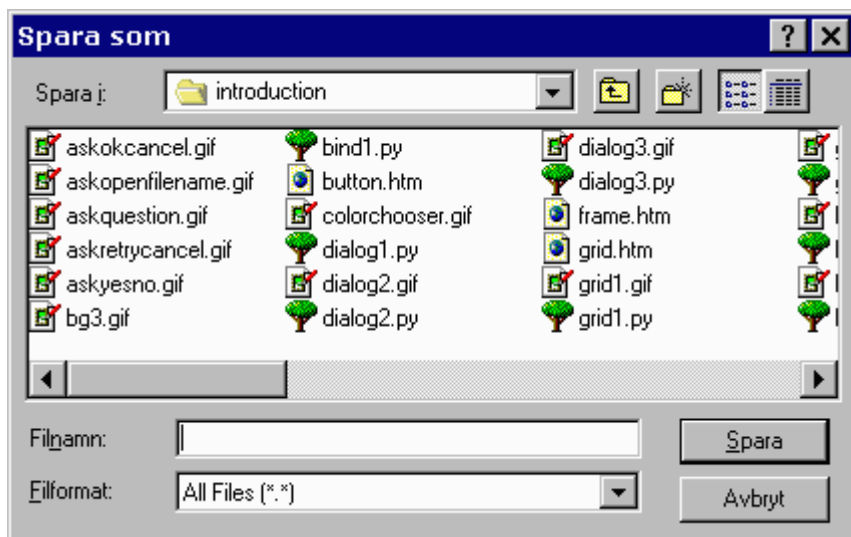 Spara som
Spara i: introduction
askokcancel.gif bind1.py dialog3.gif
askopenfilename.gif button.htm dialog3.py
askquestion.gif colorchooser.gif frame.htm
askretrycancel.gif dialog1.py grid.htm
askyesno.gif dialog2.gif grid1.gif
bg3.gif dialog2.py grid1.py
Filnamn: Spara
Filformat: All Files (*.*) Avbryt